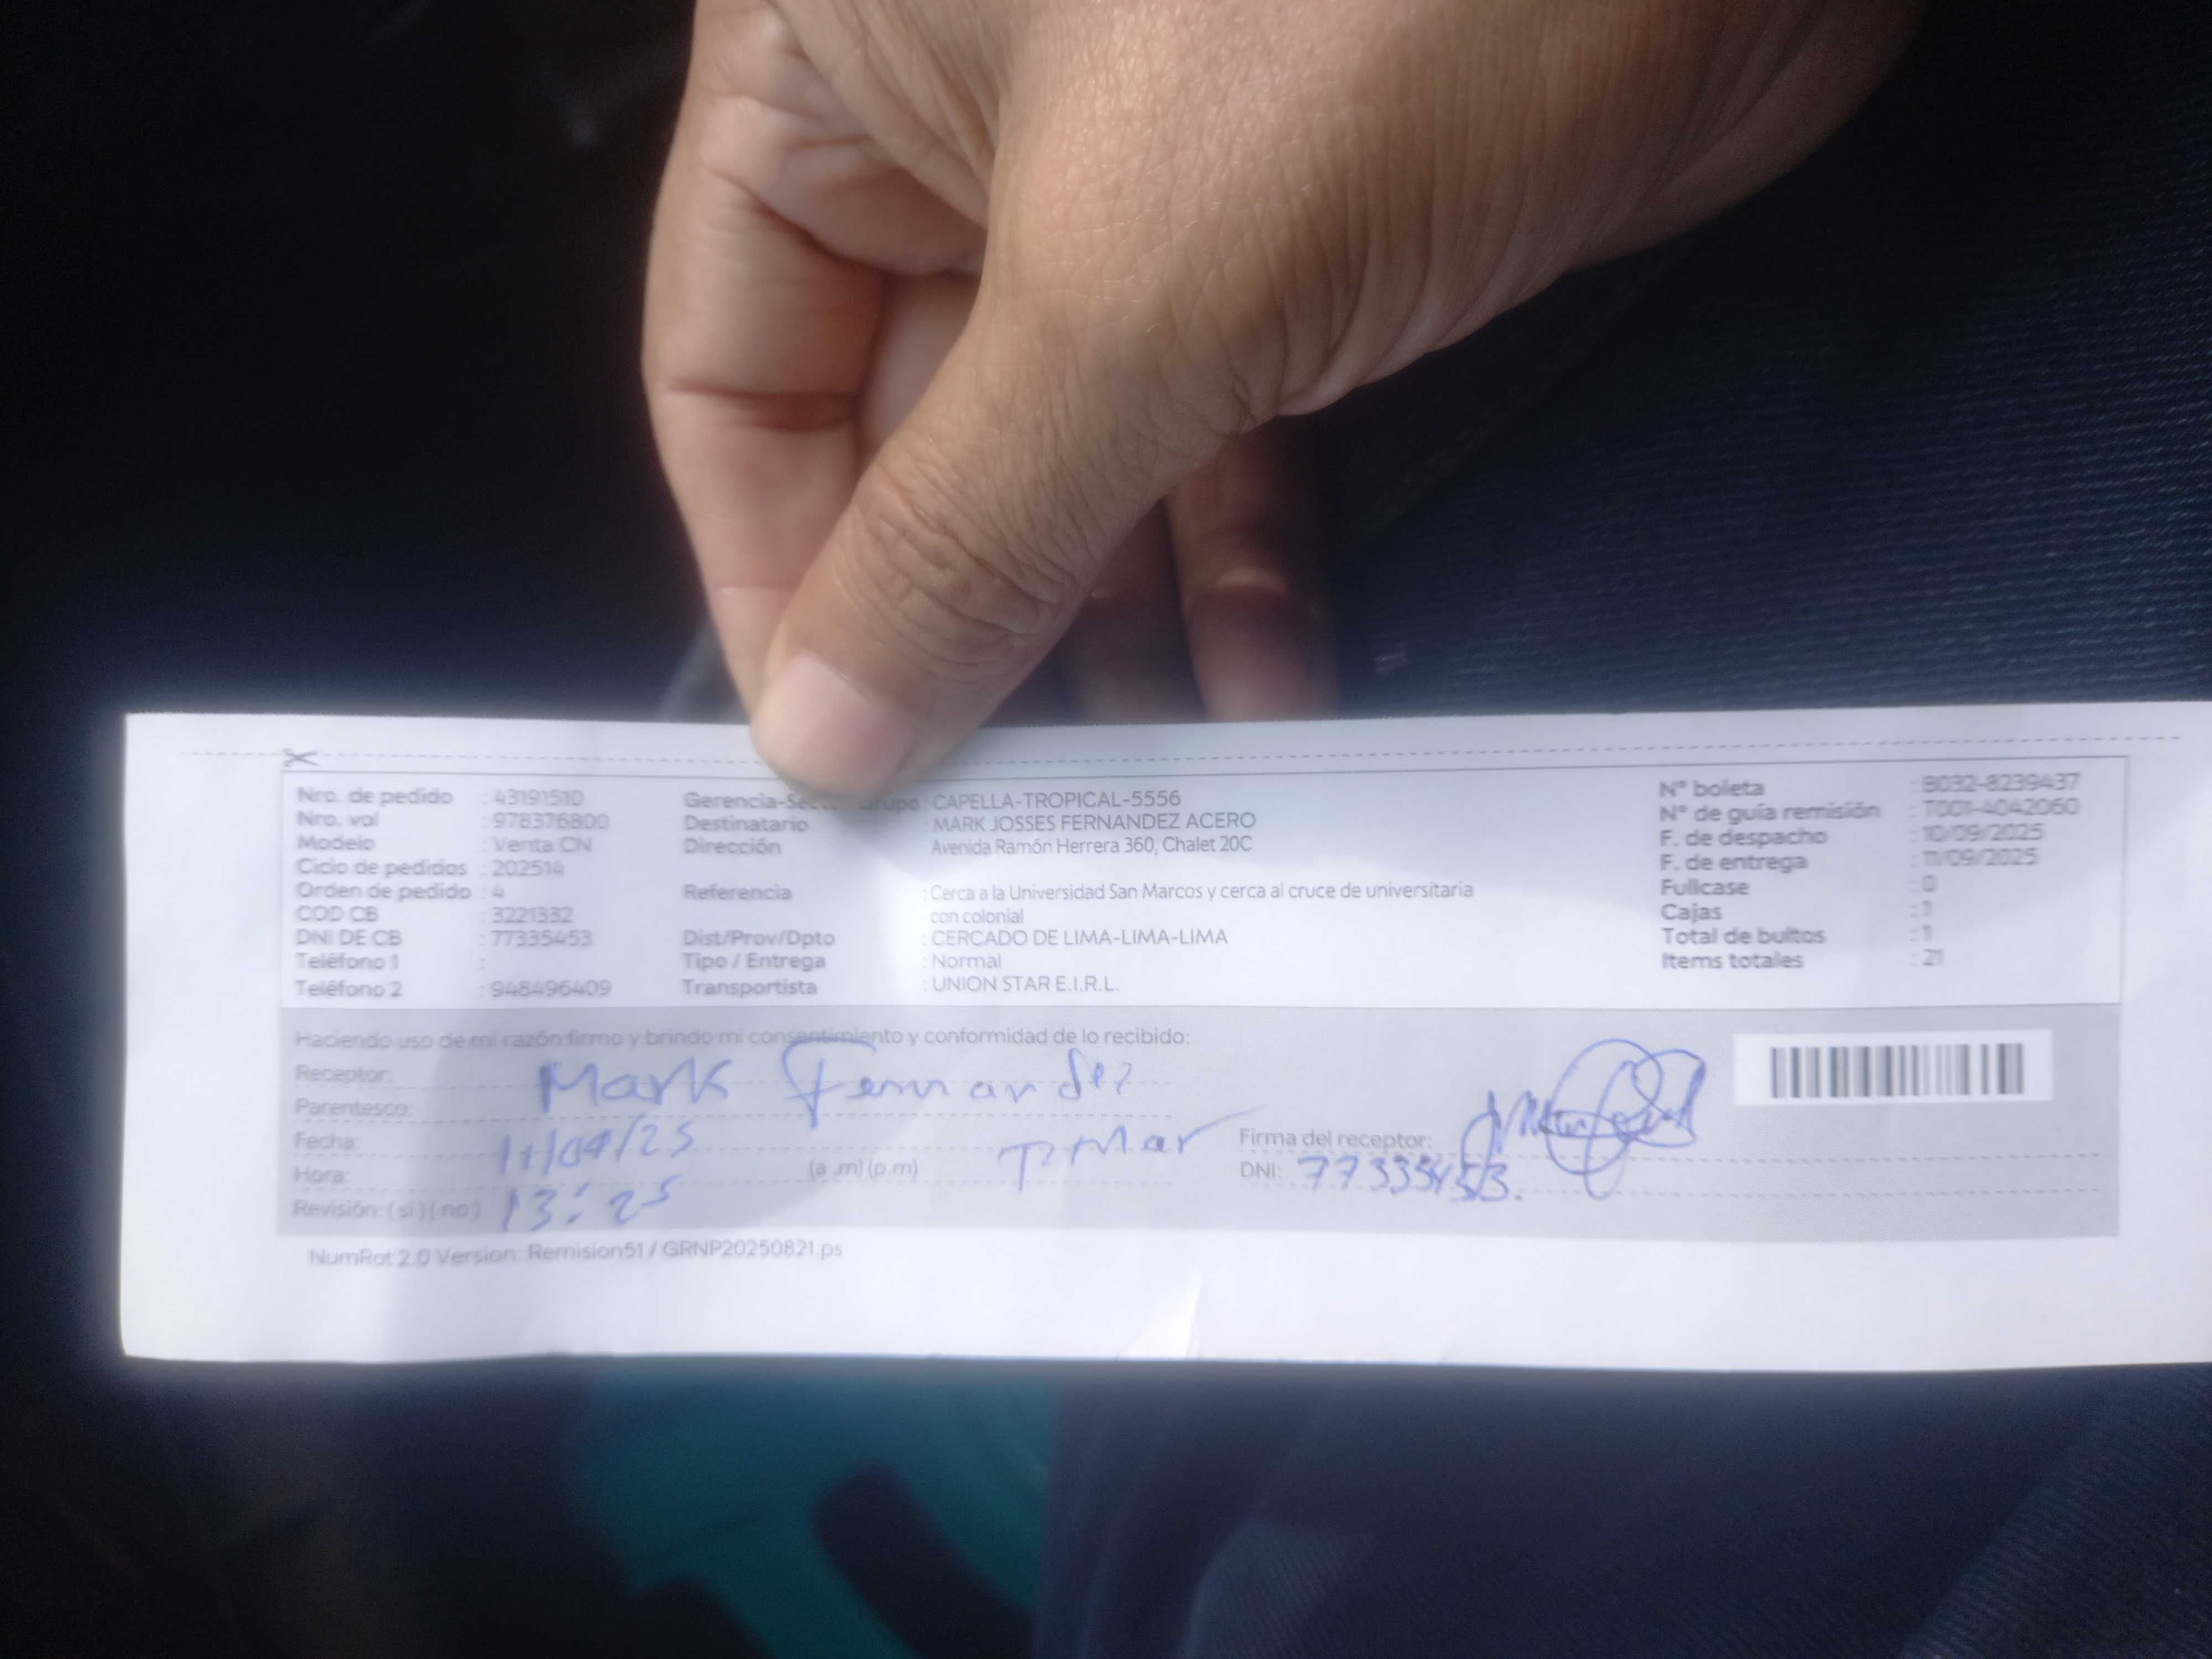 Nro. de pedido : 43191510
Nro. val : 978376800
Modelo : Venta CN
Ciclo de pedidos : 202514
Orden de pedido : 4
COD CB : 3221332
DNI DE CB : 77335453
Teléfono 1 :
Teléfono 2 : 948496409
Gerencia- Grupo : CAPELLA-TROPICAL-5556
Destinatario : MARK JOSSES FERNANDEZ ACERO
Dirección Avenida Ramón Herrera 360, Chalet 20C
Referencia : Cerca a la Universidad San Marcos y cerca al cruce de universitaria
con colonial
Dist/Prov/Dpto : CERCADO DE LIMA-LIMA-LIMA
Tipo / Entrega : Normal
Transportista : UNION STAR E.I.R.L.
N° boleta : B032-8239437
N° de guía remisión : T001-4042060
F. de despacho : 10/09/2025
F. de entrega : 11/09/2025
Fullcase : 0
Cajas : 1
Total de bultos : 1
Items totales : 21
Haciendo uso de mi razón firmo y brindo mi consentimiento y conformidad de lo recibido:
Receptor: Mark Fernandez
Parentesco:
Fecha: 11/09/25
Hora: (a .m) (p.m)
Revisión: ( si ) ( no ) 13:25
Firma del receptor:
DNI: 77335453.
NumRot 2.0 Version: Remision51 / GRNP20250821.ps